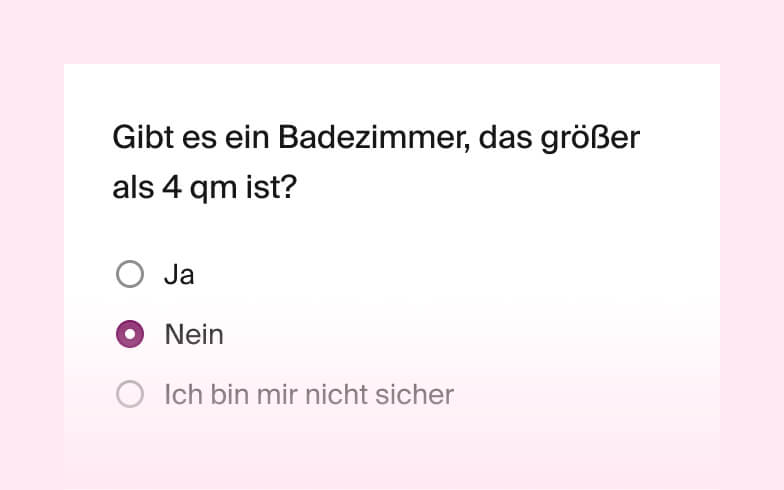 Gibt es ein Badezimmer, das größer
als 4 qm ist?
Ja
Nein
Ich bin mir nicht sicher